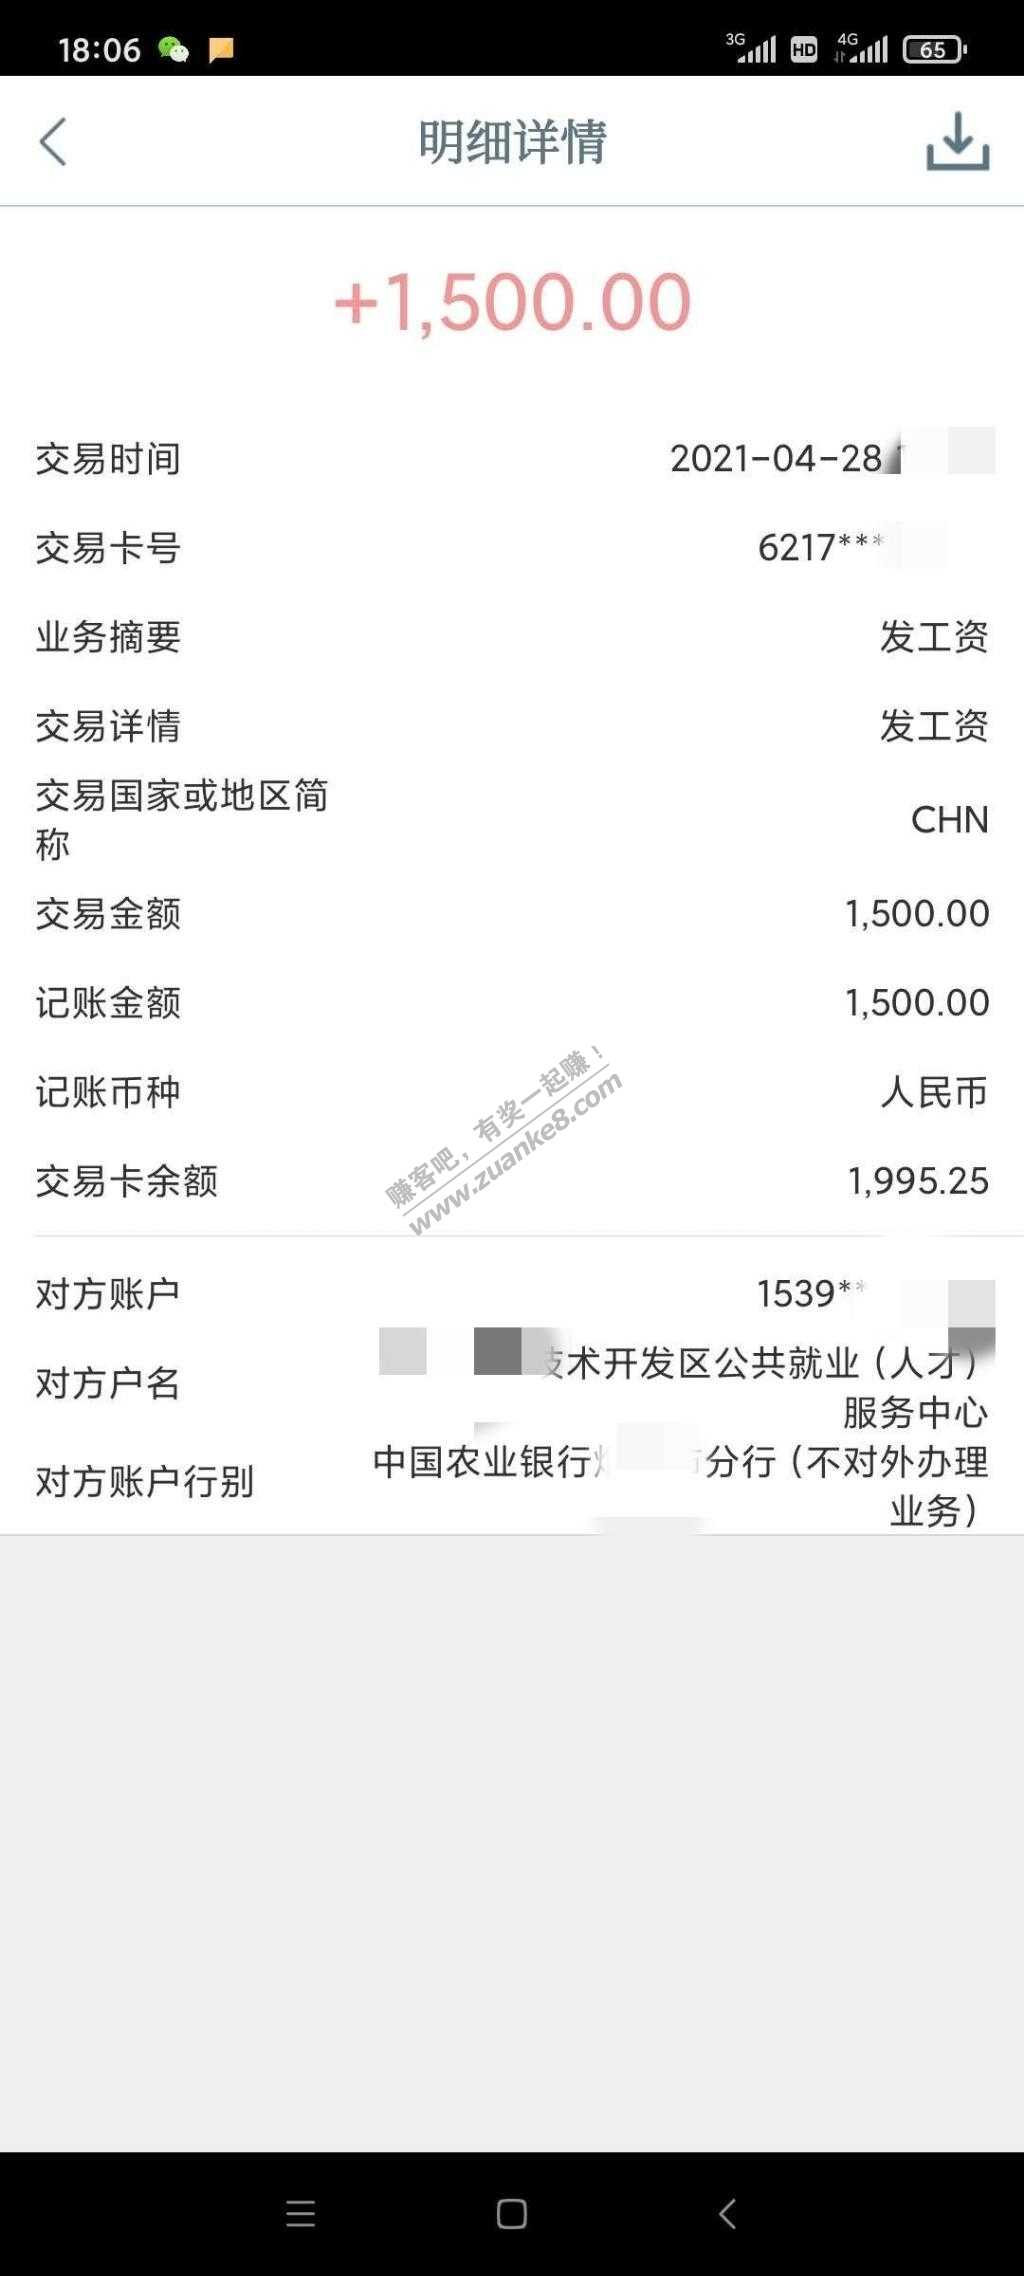 18:06
3G
HD
4G
65
明细详情
+1,500.00
交易时间
2021-04-28
交易卡号
6217***
业务摘要
发工资
交易详情
发工资
交易国家或地区简
称
CHN
交易金额
1,500.00
记账金额
1,500.00
记账币种
人民币
赚客吧，有奖一起赚！
www.zuanke8.com
交易卡余额
1,995.25
对方账户
1539**
对方户名
术开发区公共就业（人才）
服务中心
对方账户行别
中国农业银行
分行（不对外办理
业务）